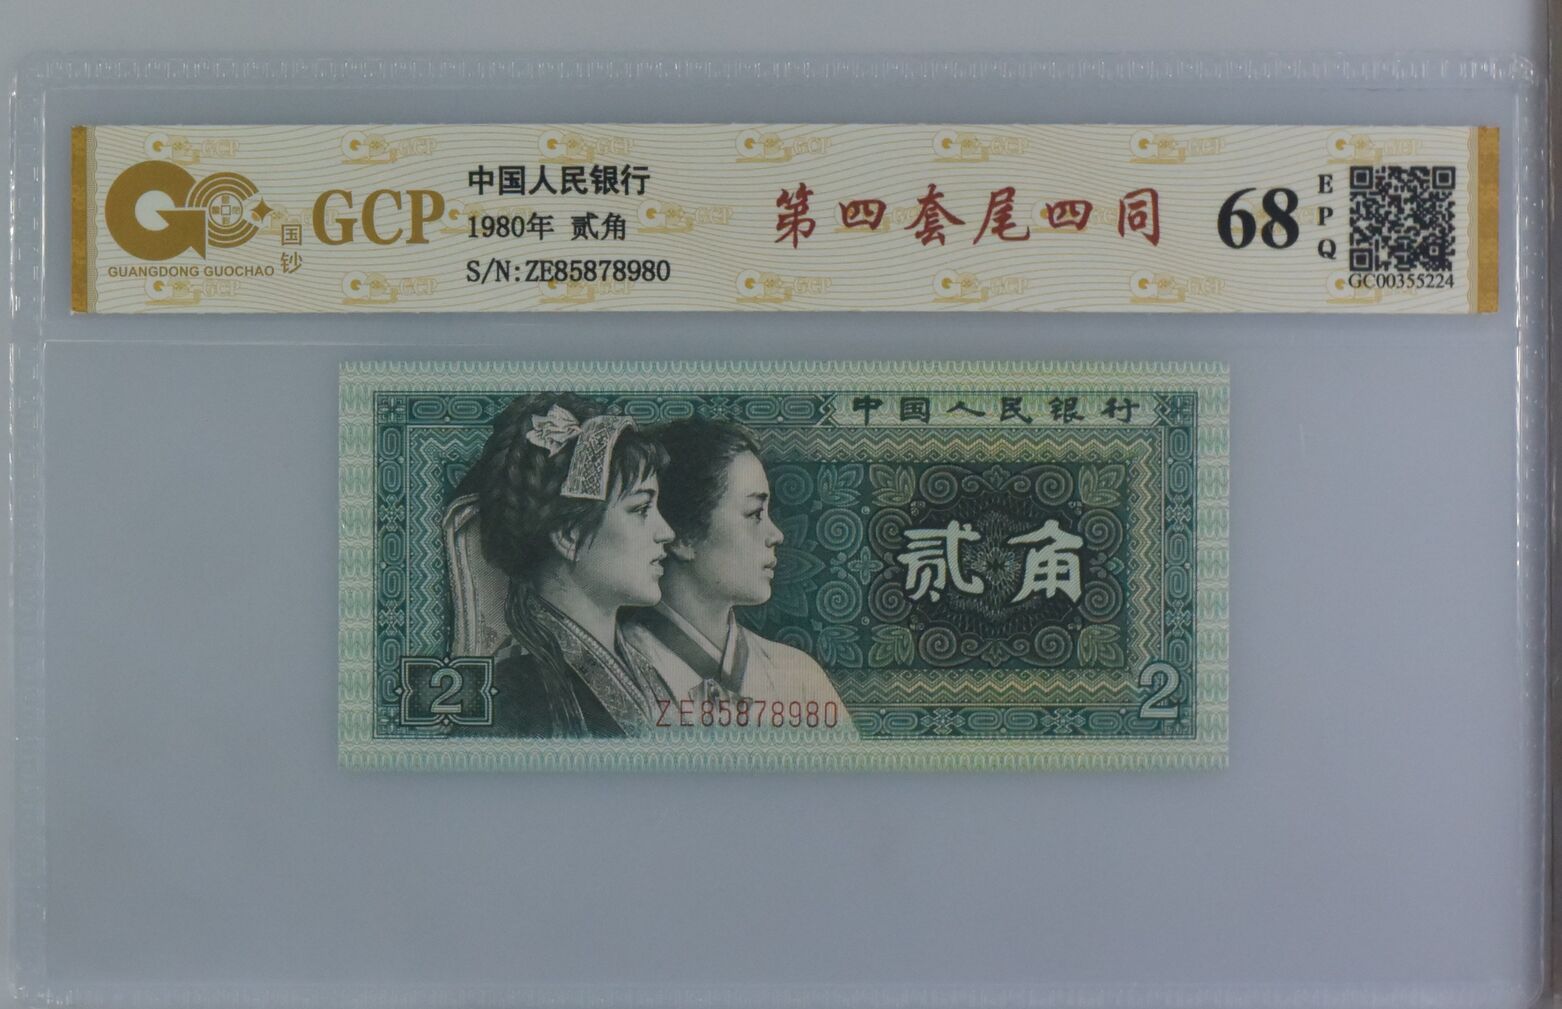 GCP
国钞
GUANGDONG GUOCHAO
中国人民银行
1980年 贰角
S/N:ZE85878980
第四套尾四同
68
EPQ
GC00355224
中国人民银行
贰角
2
2
ZE85878980